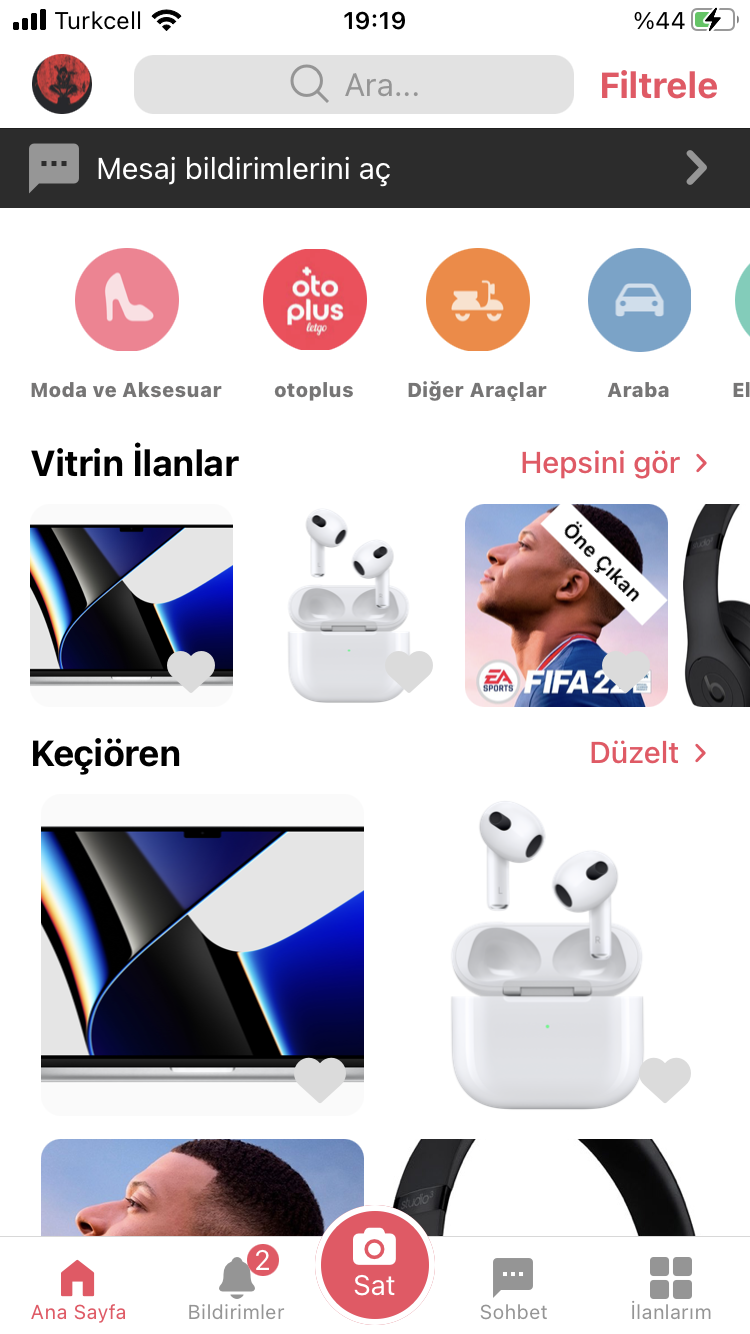 Turkcell 19:19 %44
Ara...
Filtrele
Mesaj bildirimlerini aç
oto
plus
letgo
Moda ve Aksesuar
otoplus
Diğer Araçlar
Araba
El
Vitrin İlanlar
Hepsini gör
Öne Çıkan
EA
SPORTS
FIFA 22
studio
Keçiören
Düzelt
L
studio3
Ana Sayfa
2
Bildirimler
Sat
Sohbet
İlanlarım